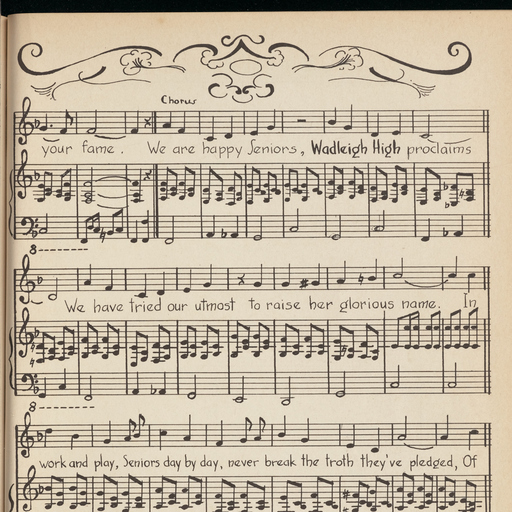 Chorus
your fame. We are happy Seniors, Wadleigh High proclaims
8
We have tried our utmost to raise her glorious name. In
8
work and play, Seniors day by day, never break the troth they've pledged, Of